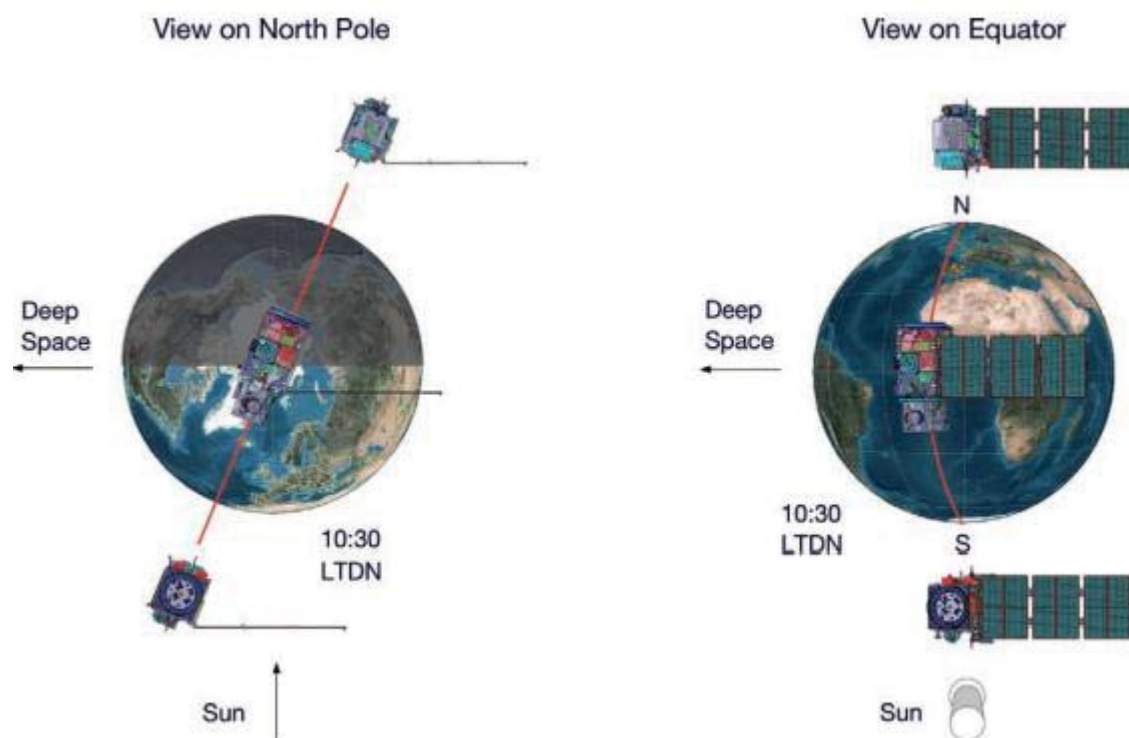 View on North Pole
Deep
Space
10:30
LTDN
Sun
View on Equator
N
Deep
Space
10:30
LTDN
S
Sun